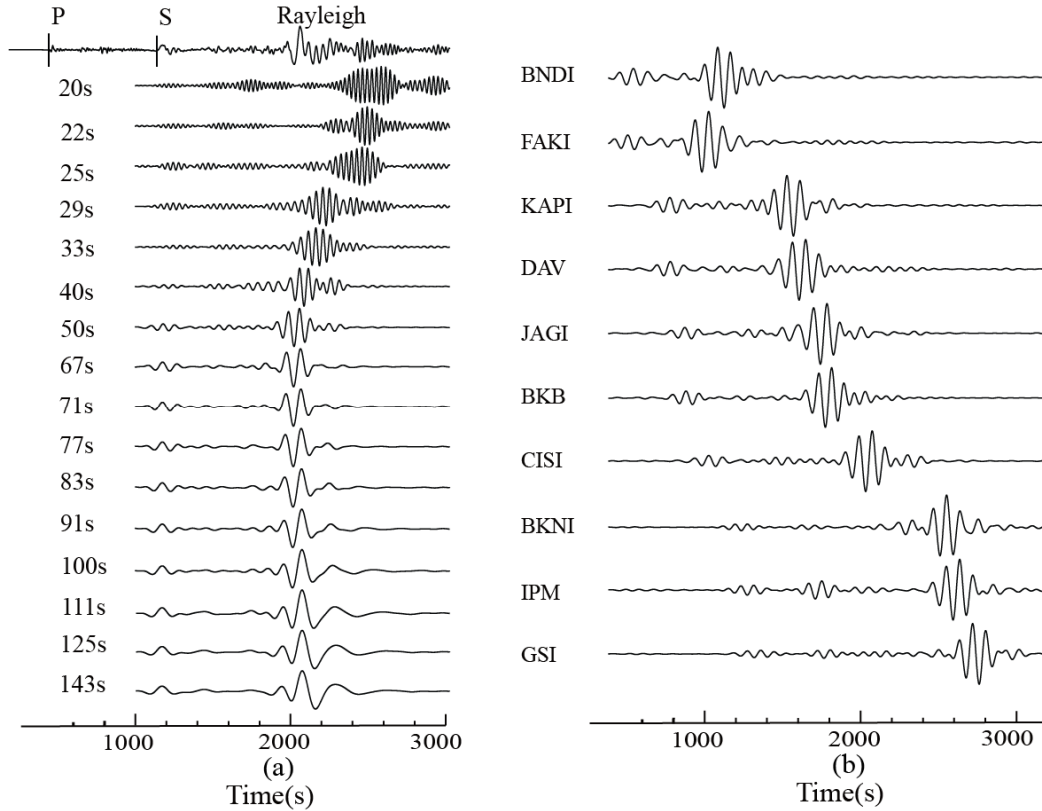 P S Rayleigh
20s
22s
25s
29s
33s
40s
50s
67s
71s
77s
83s
91s
100s
111s
125s
143s
1000 2000 3000
(a)
Time(s)
BNDI
FAKI
KAPI
DAV
JAGI
BKB
CISI
BKNI
IPM
GSI
1000 2000 3000
(b)
Time(s)